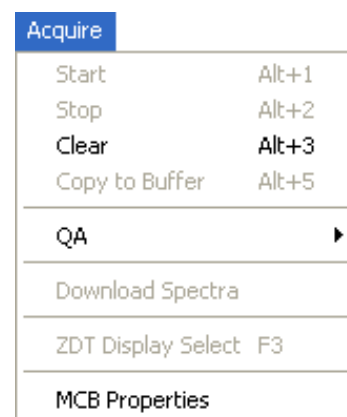 Acquire
Start Alt+1
Stop Alt+2
Clear Alt+3
Copy to Buffer Alt+5
QA
Download Spectra
ZDT Display Select F3
MCB Properties